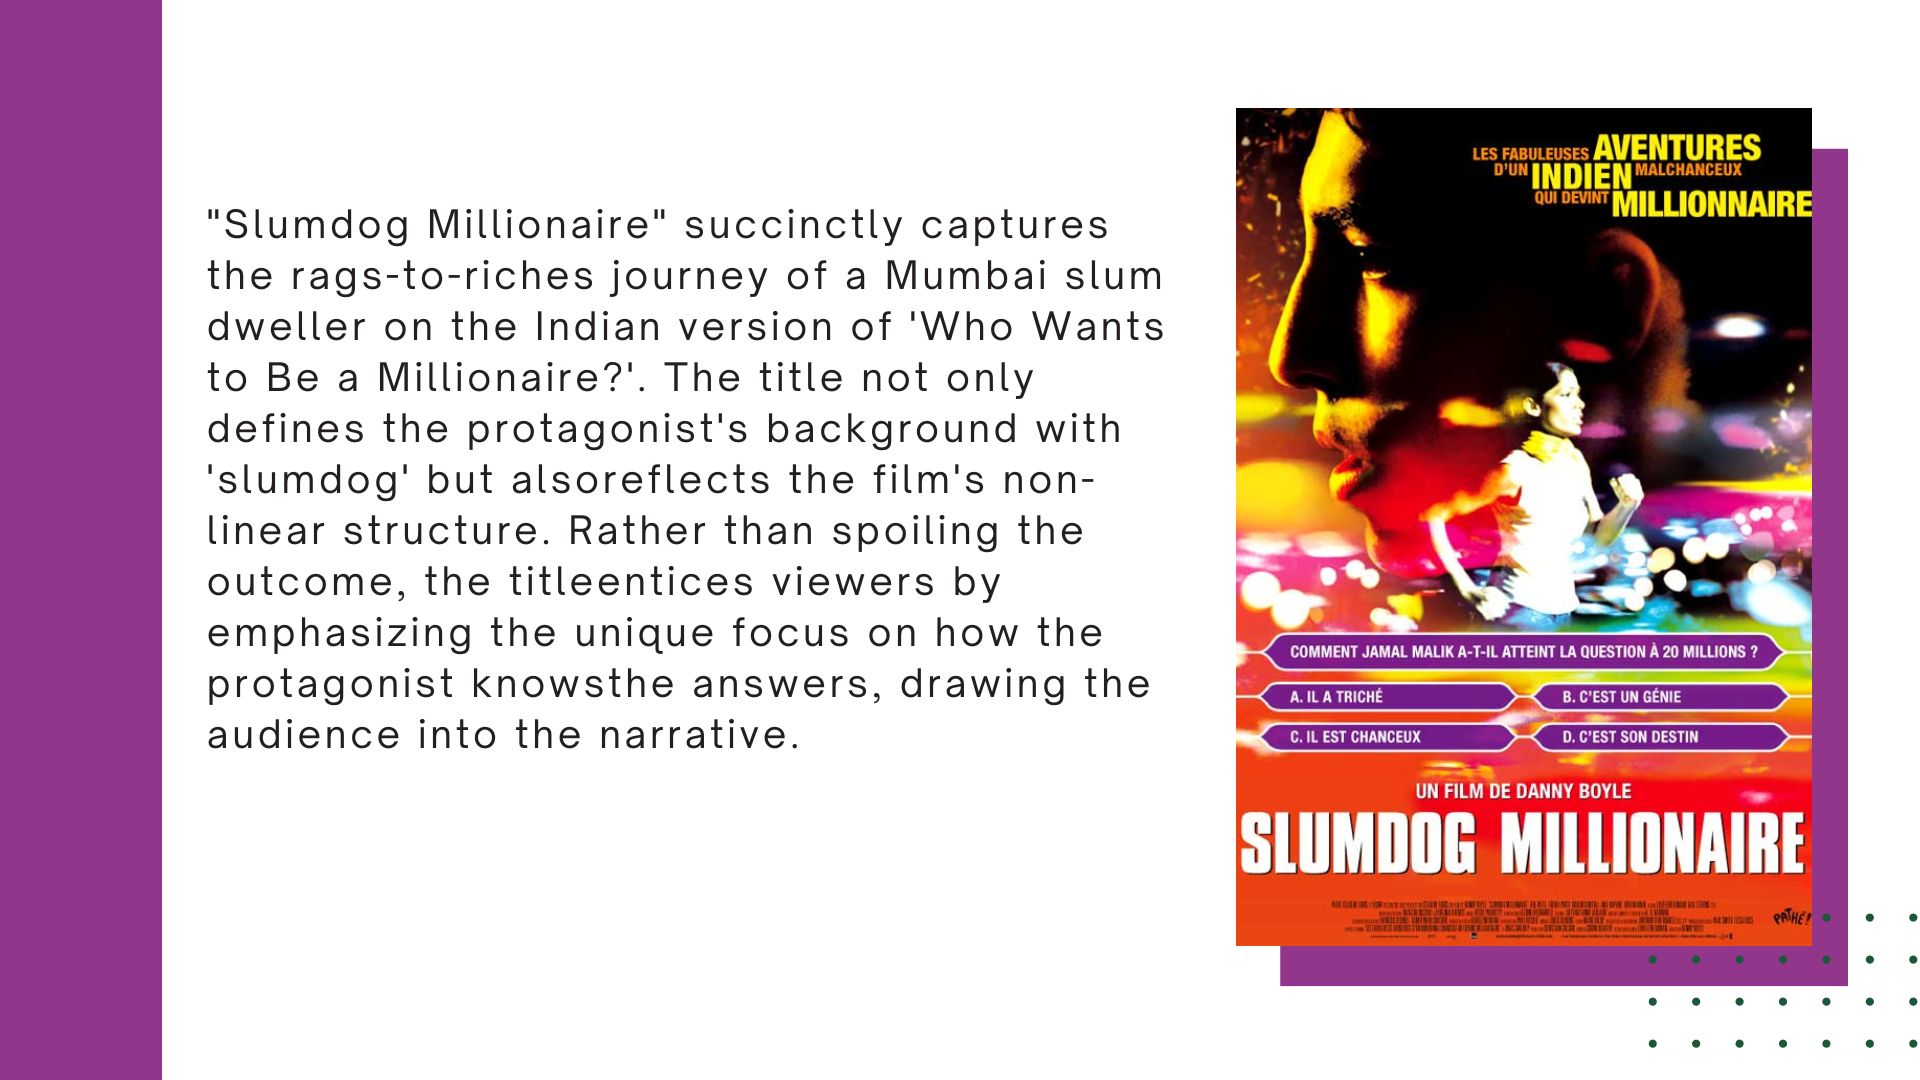 "Slumdog Millionaire" succinctly captures
the rags-to-riches journey of a Mumbai slum
dweller on the Indian version of 'Who Wants
to Be a Millionaire?'. The title not only
defines the protagonist's background with
'slumdog' but alsoreflects the film's non-
linear structure. Rather than spoiling the
outcome, the titleentices viewers by
emphasizing the unique focus on how the
protagonist knowsthe answers, drawing the
audience into the narrative.
LES FABULEUSES AVENTURES
D'UN INDIEN MALCHANCEUX
QUI DEVINT MILLIONNAIRE
COMMENT JAMAL MALIK A-T-IL ATTEINT LA QUESTION À 20 MILLIONS ?
A. IL A TRICHÉ
B. C'EST UN GÉNIE
C. IL EST CHANCEUX
D. C'EST SON DESTIN
UN FILM DE DANNY BOYLE
SLUMDOG MILLIONAIRE
PATHÉ!